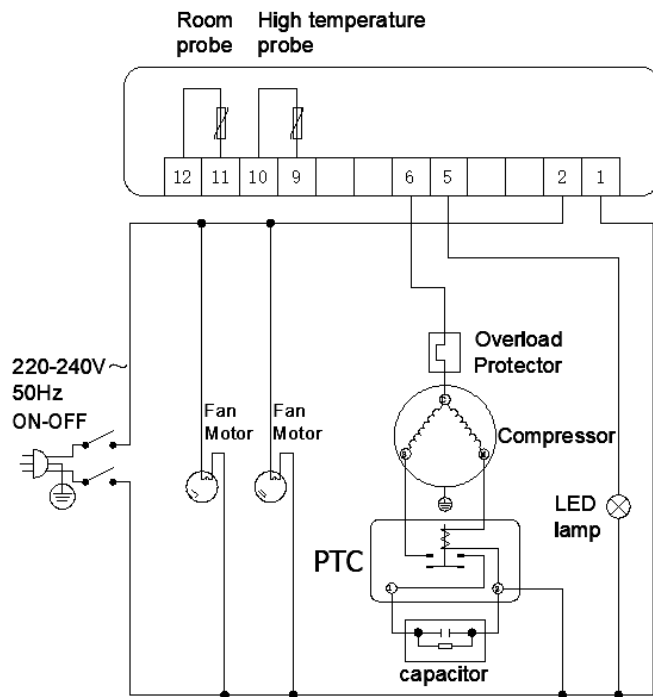 Room
probe
High temperature
probe
12 11 10 9 6 5 2 1
Overload
Protector
220-240V~
50Hz
ON-OFF
Fan
Motor
Fan
Motor
Compressor
LED
lamp
PTC
capacitor